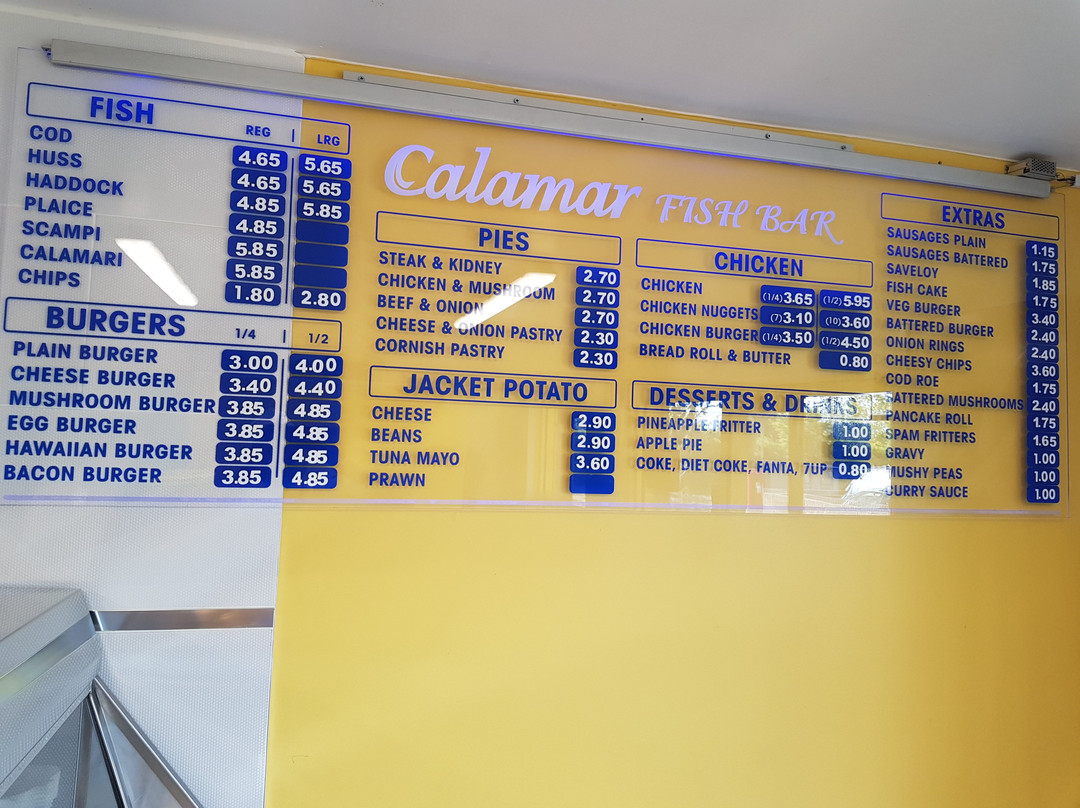 FISH
REG | LRG
COD 4.65 5.65
HUSS 4.65 5.65
HADDOCK 4.85 5.85
PLAICE 4.85
SCAMPI 5.85
CALAMARI 5.85
CHIPS 1.80 2.80
BURGERS 1/4 | 1/2
PLAIN BURGER 3.00 4.00
CHEESE BURGER 3.40 4.40
MUSHROOM BURGER 3.85 4.85
EGG BURGER 3.85 4.85
HAWAIIAN BURGER 3.85 4.85
BACON BURGER 3.85 4.85
Calamar FISH BAR
PIES
STEAK & KIDNEY 2.70
CHICKEN & MUSHROOM 2.70
BEEF & ONION 2.70
CHEESE & ONION PASTRY 2.30
CORNISH PASTRY 2.30
JACKET POTATO
CHEESE 2.90
BEANS 2.90
TUNA MAYO 3.60
PRAWN
CHICKEN
CHICKEN (1/4) 3.65 (1/2) 5.95
CHICKEN NUGGETS (7) 3.10 (10) 3.60
CHICKEN BURGER (1/4) 3.50 (1/2) 4.50
BREAD ROLL & BUTTER 0.80
DESSERTS & DRINKS
PINEAPPLE FRITTER 1.00
APPLE PIE 1.00
COKE, DIET COKE, FANTA, 7UP 0.80
EXTRAS
SAUSAGES PLAIN 1.15
SAUSAGES BATTERED 1.75
SAVELOY 1.85
FISH CAKE 1.75
VEG BURGER 3.40
BATTERED BURGER 2.40
ONION RINGS 2.40
CHEESY CHIPS 3.60
COD ROE 1.75
BATTERED MUSHROOMS 2.40
PANCAKE ROLL 1.75
SPAM FRITTERS 1.65
GRAVY 1.00
MUSHY PEAS 1.00
CURRY SAUCE 1.00